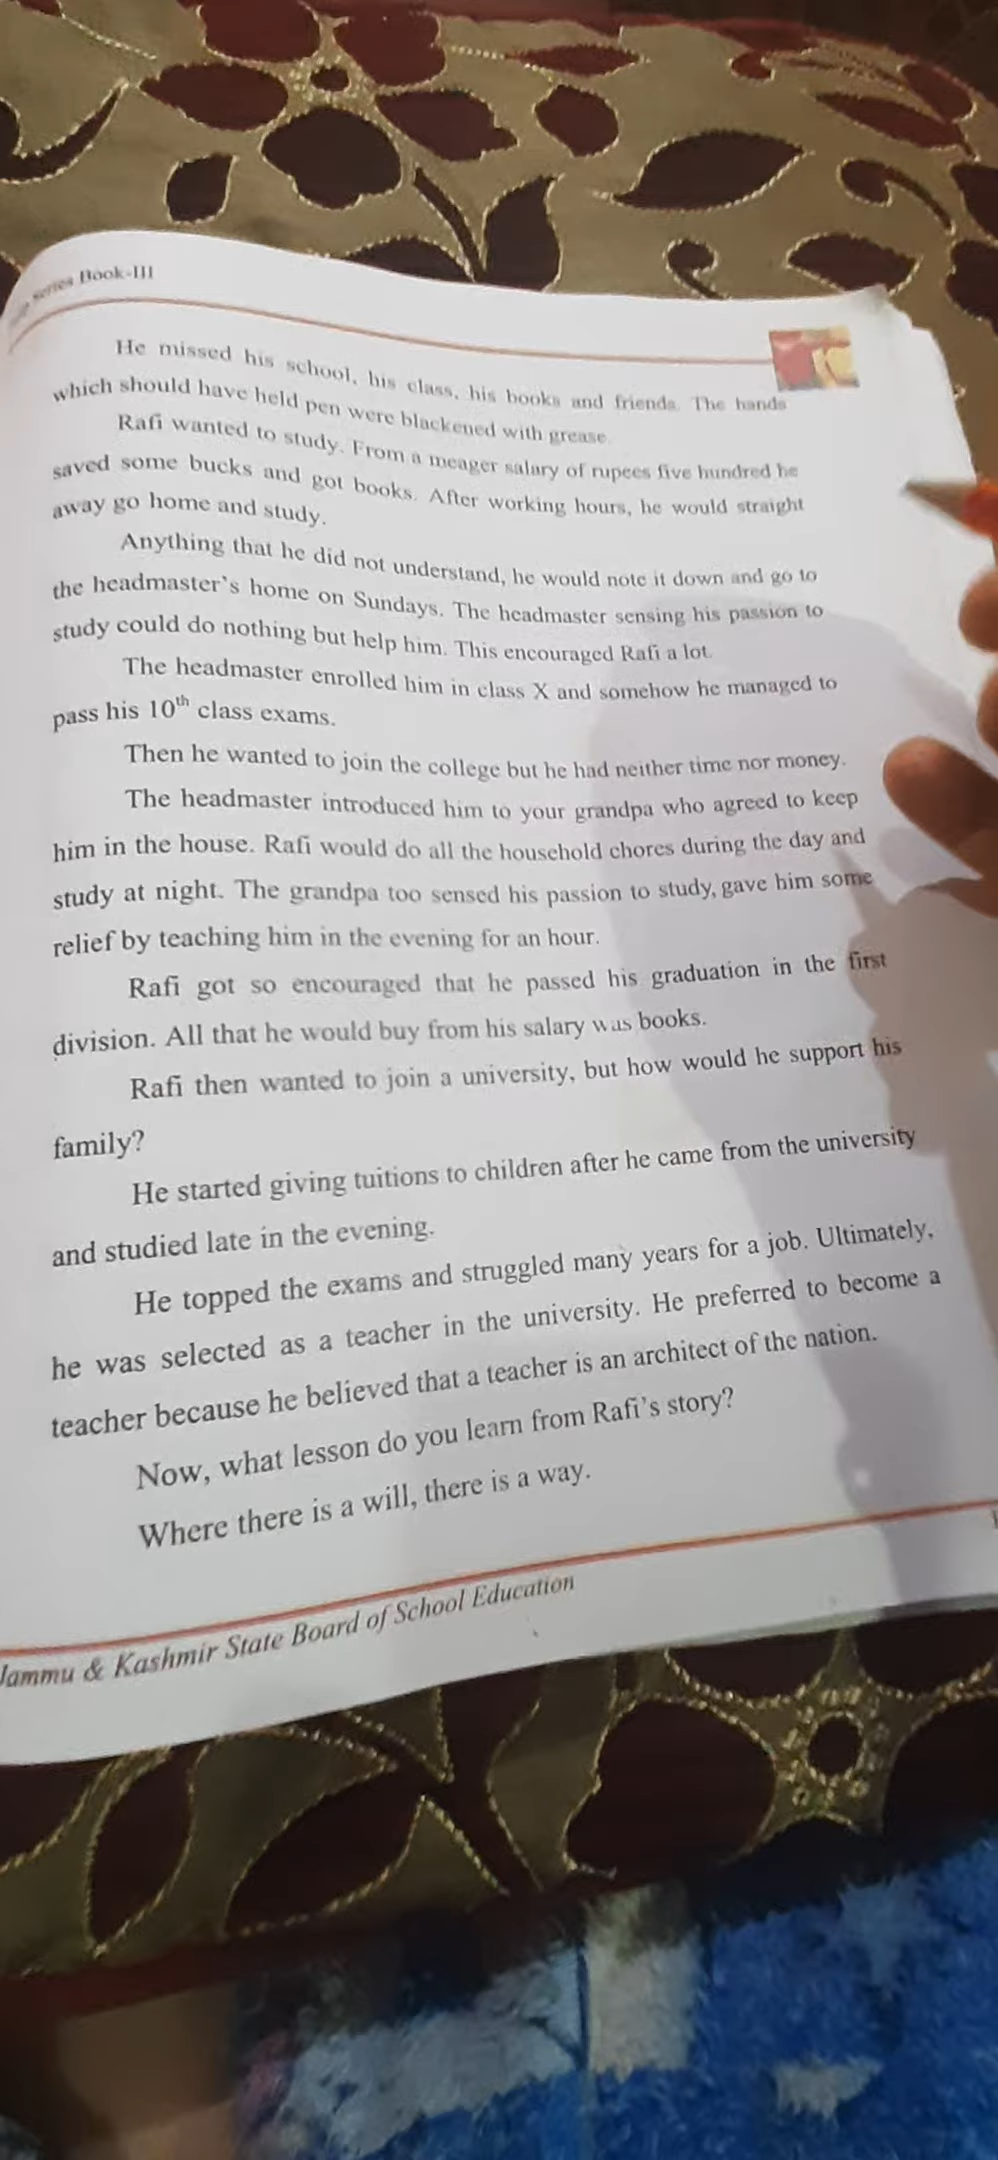 Series Book-III
He missed his school, his class, his books and friends. The hands
which should have held pen were blackened with grease.
Rafi wanted to study. From a meager salary of rupees five hundred he
saved some bucks and got books. After working hours, he would straight
away go home and study.
Anything that he did not understand, he would note it down and go to
the headmaster's home on Sundays. The headmaster sensing his passion to
study could do nothing but help him. This encouraged Rafi a lot.
The headmaster enrolled him in class X and somehow he managed to
pass his 10th class exams.
Then he wanted to join the college but he had neither time nor money.
The headmaster introduced him to your grandpa who agreed to keep
him in the house. Rafi would do all the household chores during the day and
study at night. The grandpa too sensed his passion to study, gave him some
relief by teaching him in the evening for an hour.
Rafi got so encouraged that he passed his graduation in the first
division. All that he would buy from his salary was books.
Rafi then wanted to join a university, but how would he support his
family?
He started giving tuitions to children after he came from the university
and studied late in the evening.
He topped the exams and struggled many years for a job. Ultimately,
he was selected as a teacher in the university. He preferred to become a
teacher because he believed that a teacher is an architect of the nation.
Now, what lesson do you learn from Rafi's story?
Where there is a will, there is a way.
Jammu & Kashmir State Board of School Education